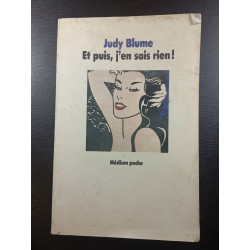 Judy Blume
Et puis, j'en sais rien!
Médium poche